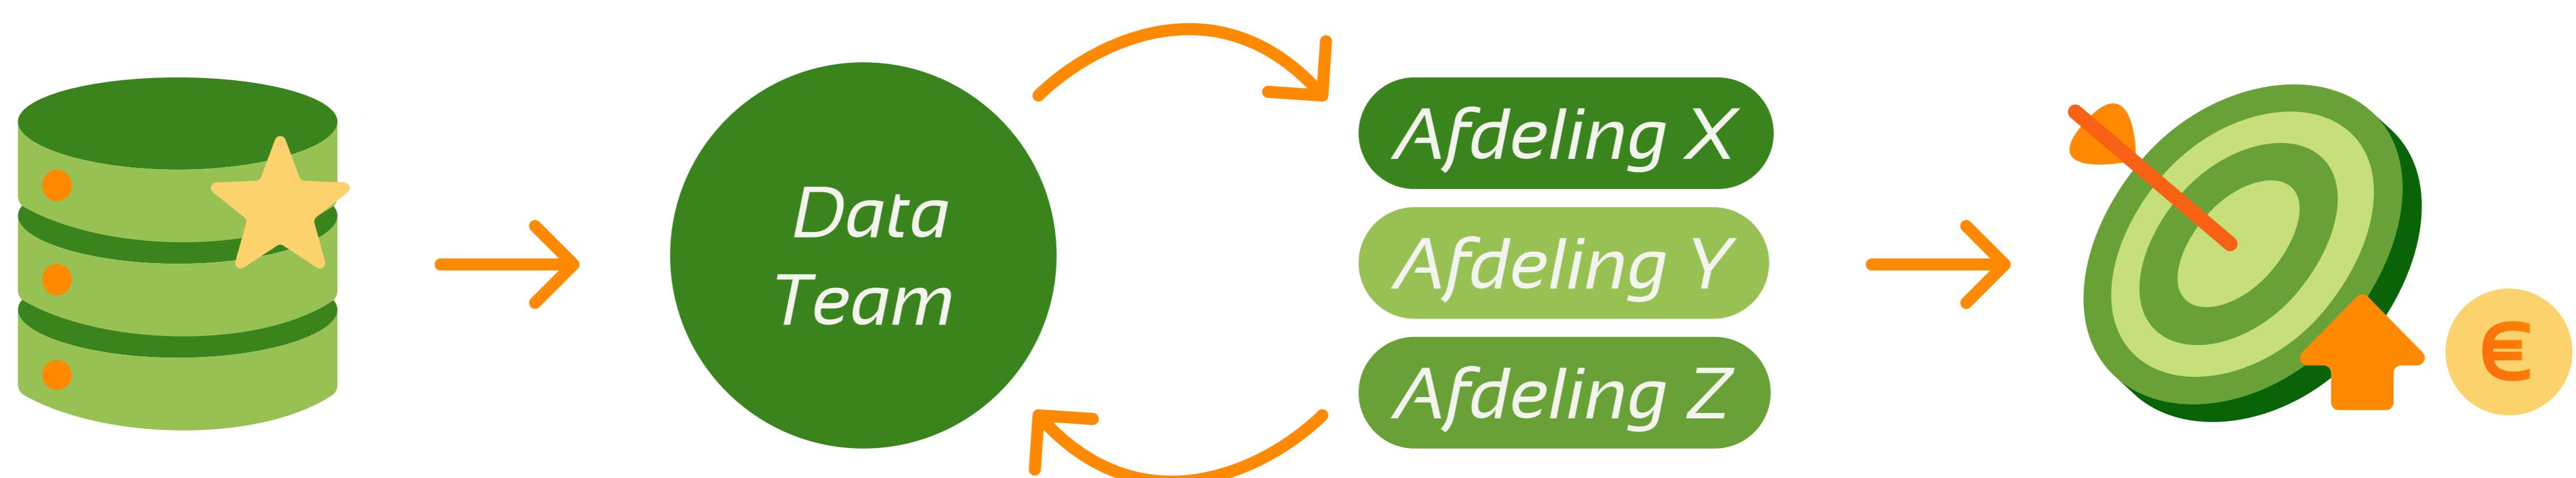 Data
Team
Afdeling X
Afdeling Y
Afdeling Z
€